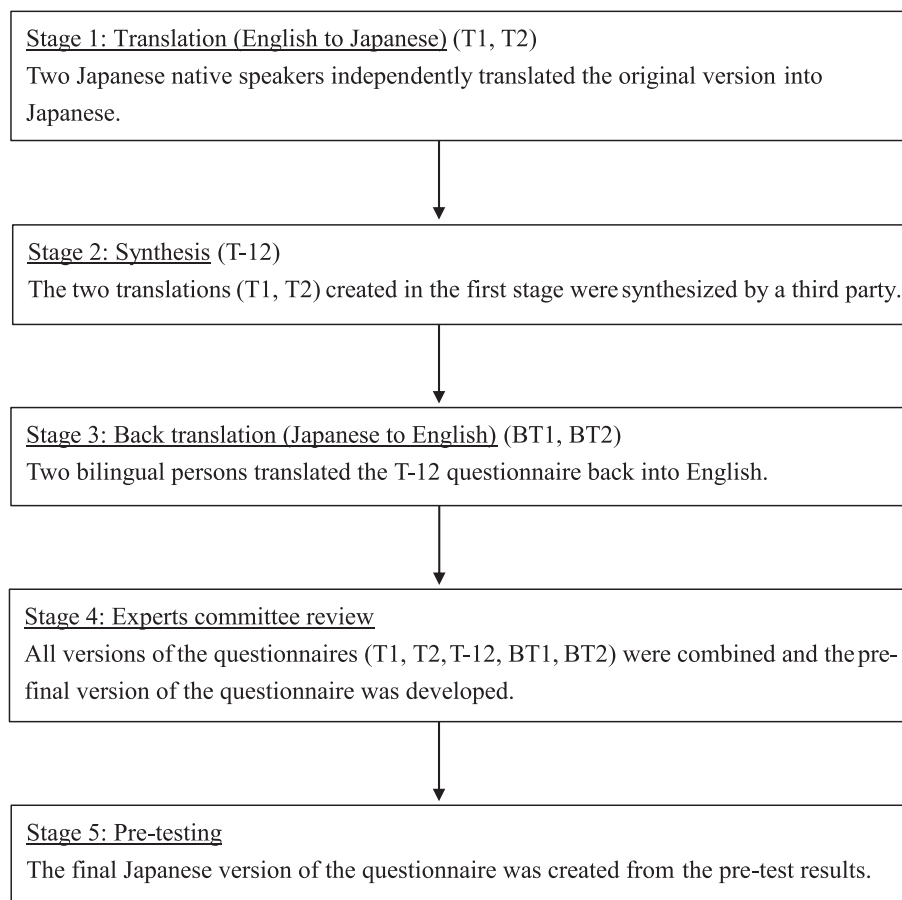 Stage 1: Translation (English to Japanese) (T1, T2)
Two Japanese native speakers independently translated the original version into
Japanese.
Stage 2: Synthesis (T-12)
The two translations (T1, T2) created in the first stage were synthesized by a third party.
Stage 3: Back translation (Japanese to English) (BT1, BT2)
Two bilingual persons translated the T-12 questionnaire back into English.
Stage 4: Experts committee review
All versions of the questionnaires (T1, T2, T-12, BT1, BT2) were combined and the pre-
final version of the questionnaire was developed.
Stage 5: Pre-testing
The final Japanese version of the questionnaire was created from the pre-test results.